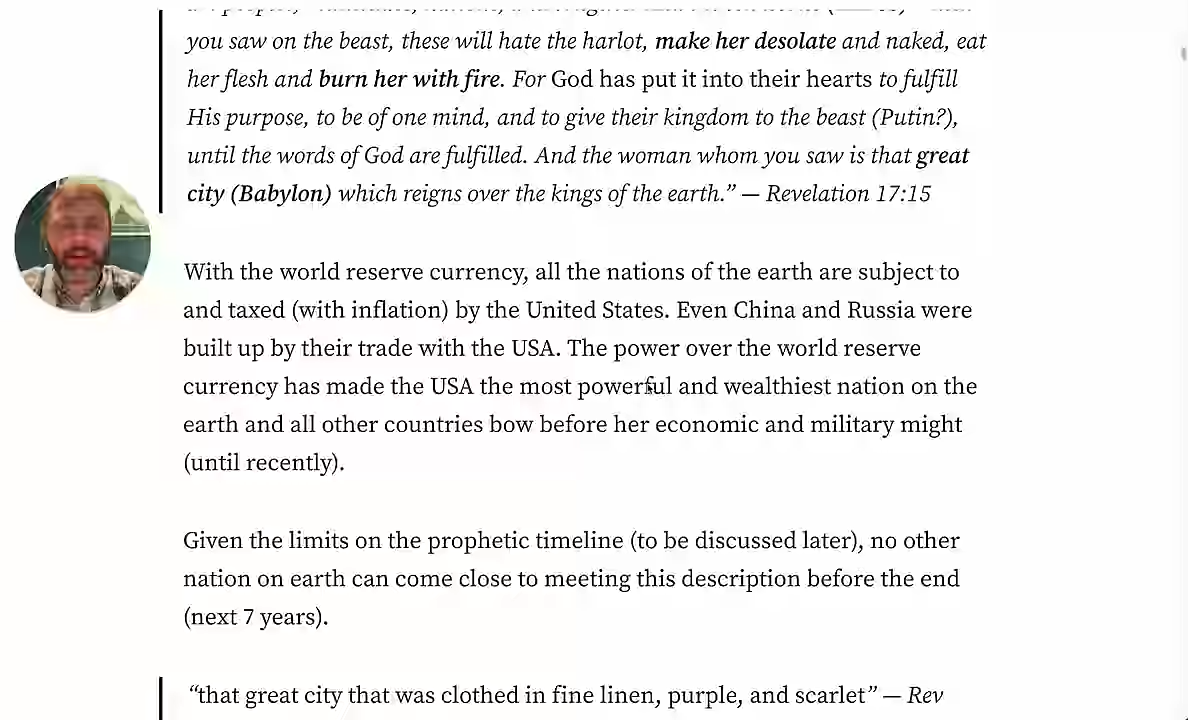 you saw on the beast, these will hate the harlot, make her desolate and naked, eat
her flesh and burn her with fire. For God has put it into their hearts to fulfill
His purpose, to be of one mind, and to give their kingdom to the beast (Putin?),
until the words of God are fulfilled. And the woman whom you saw is that great
city (Babylon) which reigns over the kings of the earth.” — Revelation 17:15
With the world reserve currency, all the nations of the earth are subject to
and taxed (with inflation) by the United States. Even China and Russia were
built up by their trade with the USA. The power over the world reserve
currency has made the USA the most powerful and wealthiest nation on the
earth and all other countries bow before her economic and military might
(until recently).
Given the limits on the prophetic timeline (to be discussed later), no other
nation on earth can come close to meeting this description before the end
(next 7 years).
“that great city that was clothed in fine linen, purple, and scarlet” — Rev